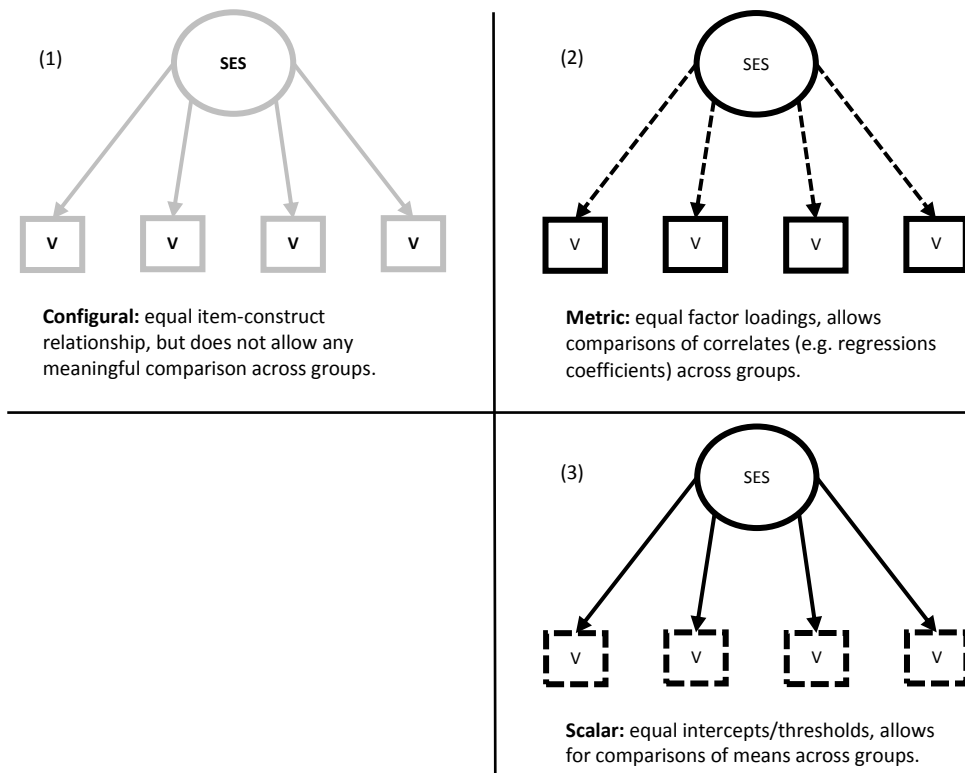 (1)
SES
V V V V
Configural: equal item-construct
relationship, but does not allow any
meaningful comparison across groups.
(2)
SES
V V V V
Metric: equal factor loadings, allows
comparisons of correlates (e.g. regressions
coefficients) across groups.
(3)
SES
V V V V
Scalar: equal intercepts/thresholds, allows
for comparisons of means across groups.